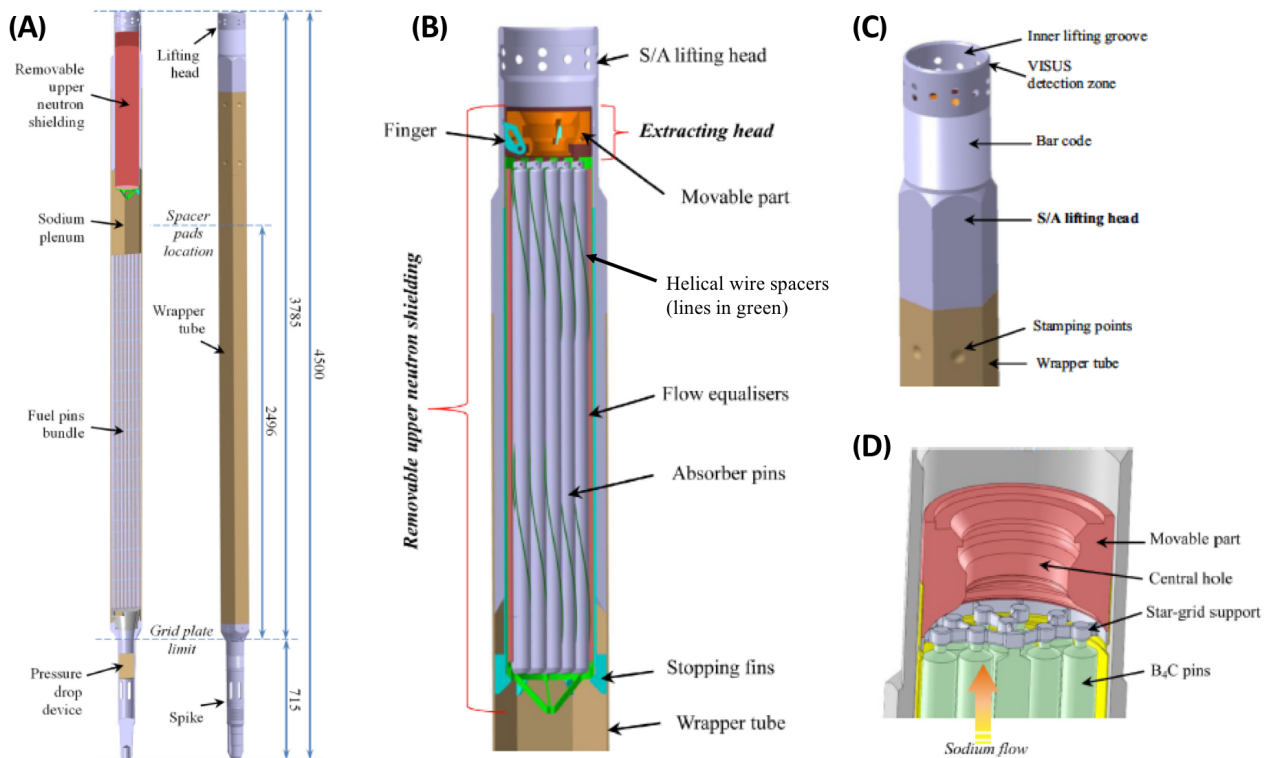 (A)
Lifting
head
Removable
upper
neutron
shielding
Sodium
plenum
Spacer
pads
location
Wrapper
tube
3785
4500
2496
Fuel pins
bundle
Grid plate
limit
Pressure
drop
device
Spike
715
(B)
S/A lifting head
Finger
Extracting head
Movable part
Helical wire spacers
(lines in green)
Removable upper neutron shielding
Flow equalisers
Absorber pins
Stopping fins
Wrapper tube
(C)
Inner lifting groove
VISUS
detection zone
Bar code
S/A lifting head
Stamping points
Wrapper tube
(D)
Movable part
Central hole
Star-grid support
B₄C pins
Sodium flow